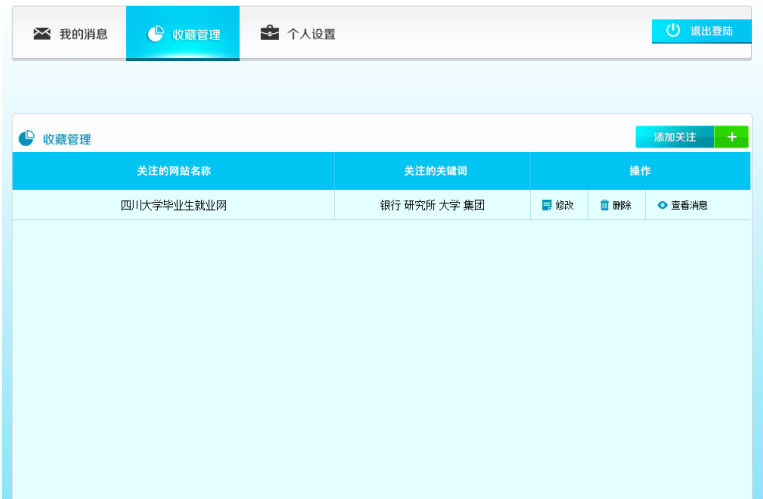 我的消息 收藏管理 个人设置 退出登陆
收藏管理 添加关注 +
关注的网站名称 关注的关键词 操作
四川大学毕业生就业网 银行 研究所 大学 集团 修改 删除 查看消息